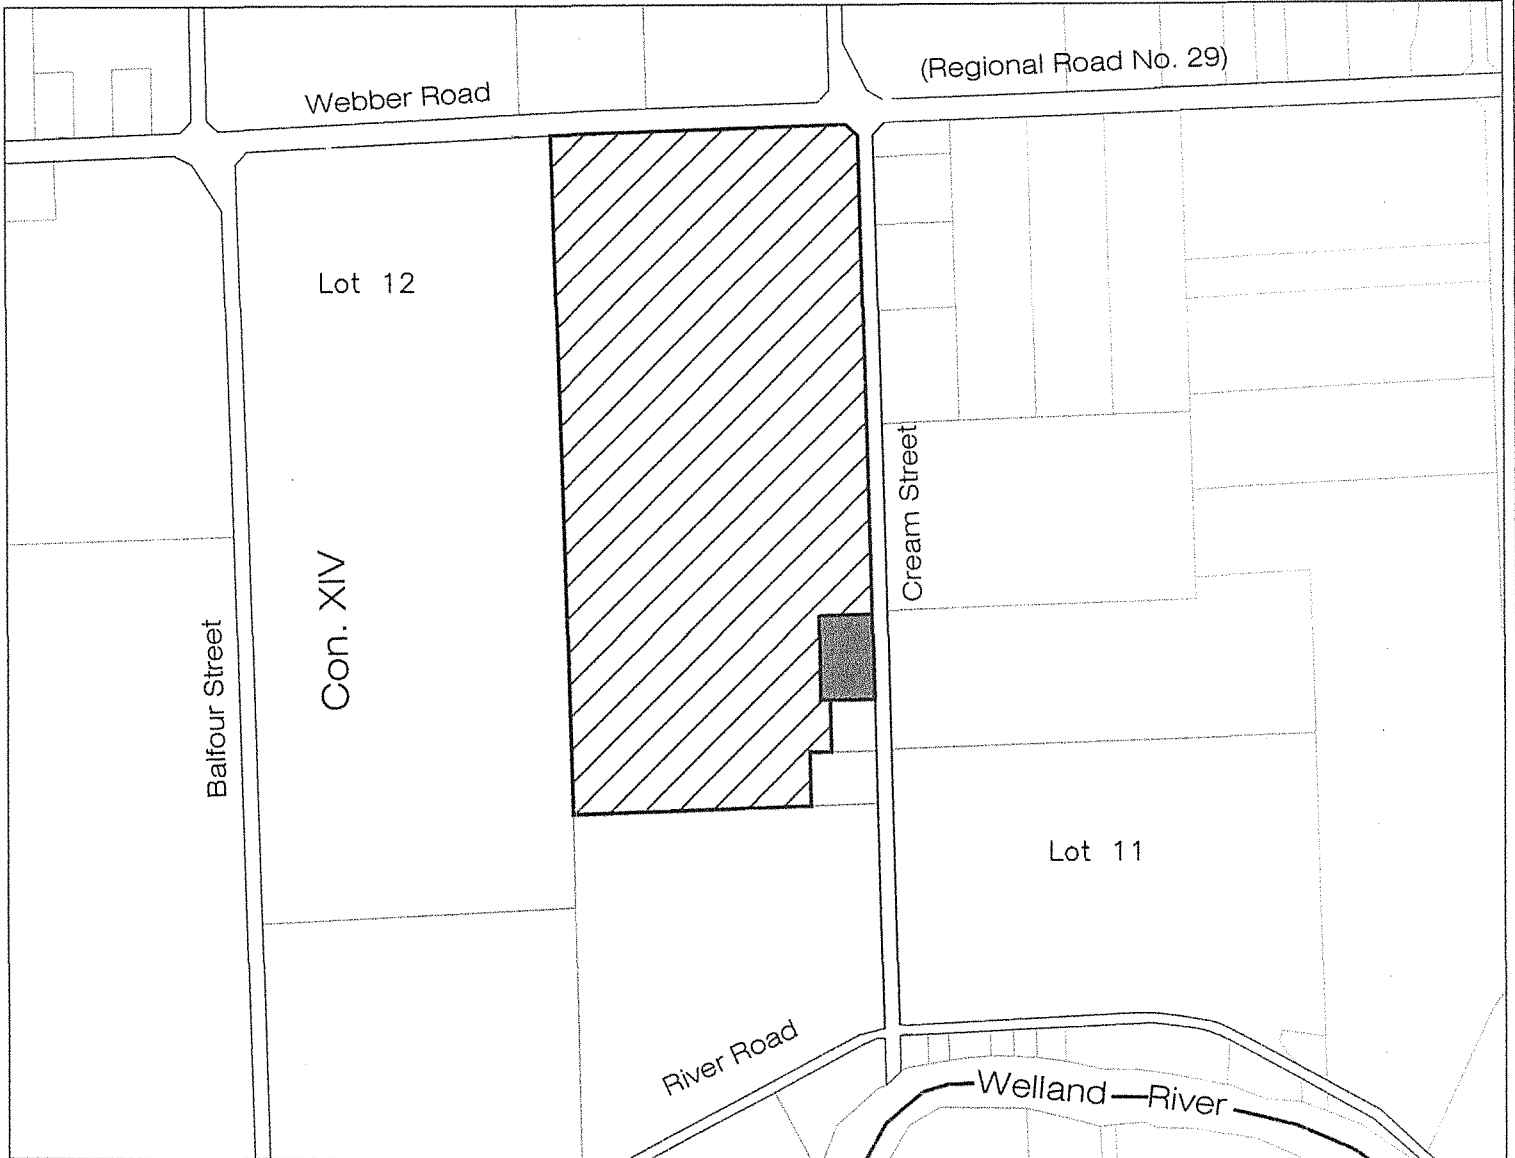 (Regional Road No. 29)
Webber Road
Lot 12
Cream Street
Con. XIV
Balfour Street
Lot 11
River Road
Welland River